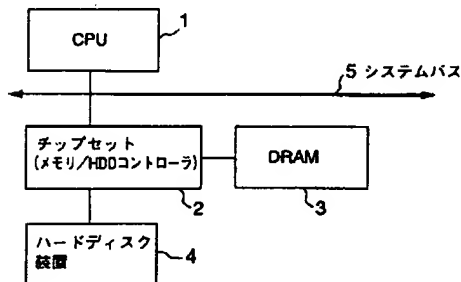 CPU
1
5 システムバス
チップセット
(メモリ/HDDコントローラ)
2
DRAM
3
ハードディスク
装置
4